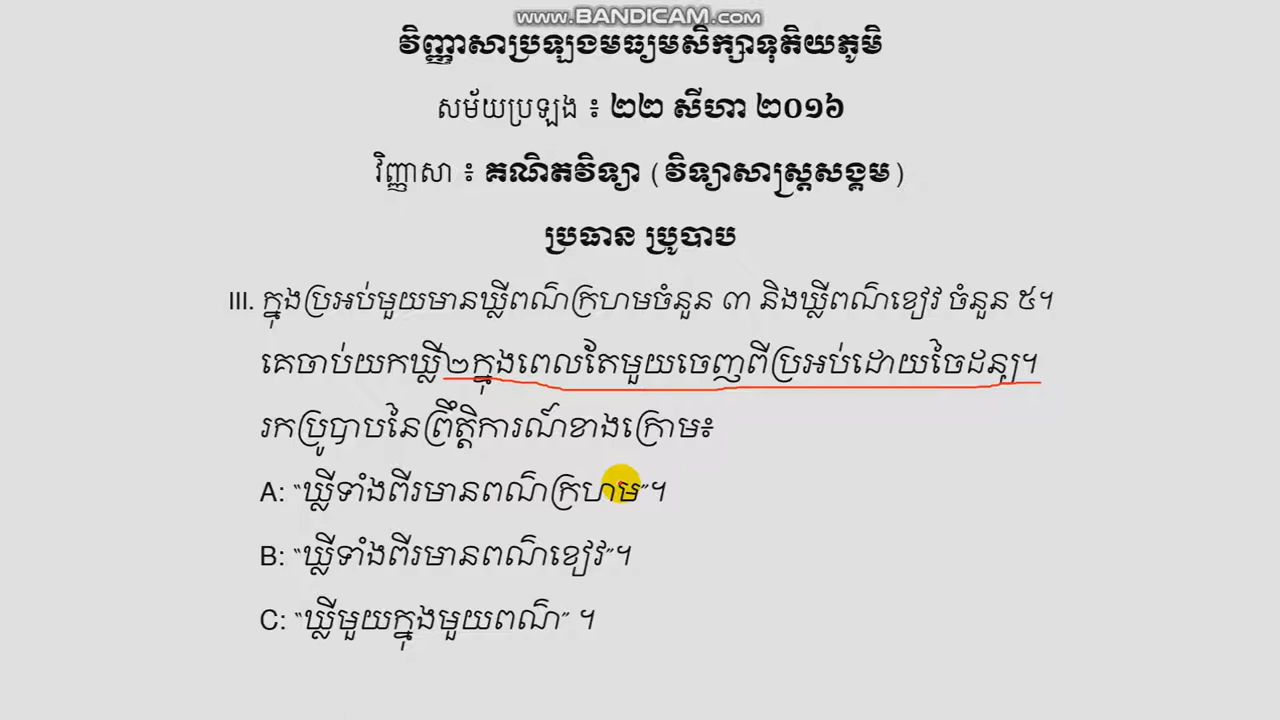 www.BANDICAM.com
វិញ្ញាសាប្រឡងមធ្យមសិក្សាទុតិយភូមិ
សម័យប្រឡង ៖ ២២ សីហា ២០១៦
វិញ្ញាសា ៖ គណិតវិទ្យា (វិទ្យាសាស្ត្រសង្គម)
ប្រធាន ប្រូបាប
III. ក្នុងប្រអប់មួយមានឃ្លីពណ៌ក្រហមចំនួន ៣ និងឃ្លីពណ៌ខៀវ ចំនួន ៥។
គេចាប់យកឃ្លី២ក្នុងពេលតែមួយចេញពីប្រអប់ដោយចៃដន្យ។
រកប្រូបាបនៃព្រឹត្តិការណ៍ខាងក្រោម៖
A: “ឃ្លីទាំងពីរមានពណ៌ក្រហម”។
B: “ឃ្លីទាំងពីរមានពណ៌ខៀវ”។
C: “ឃ្លីមួយក្នុងមួយពណ៌” ។